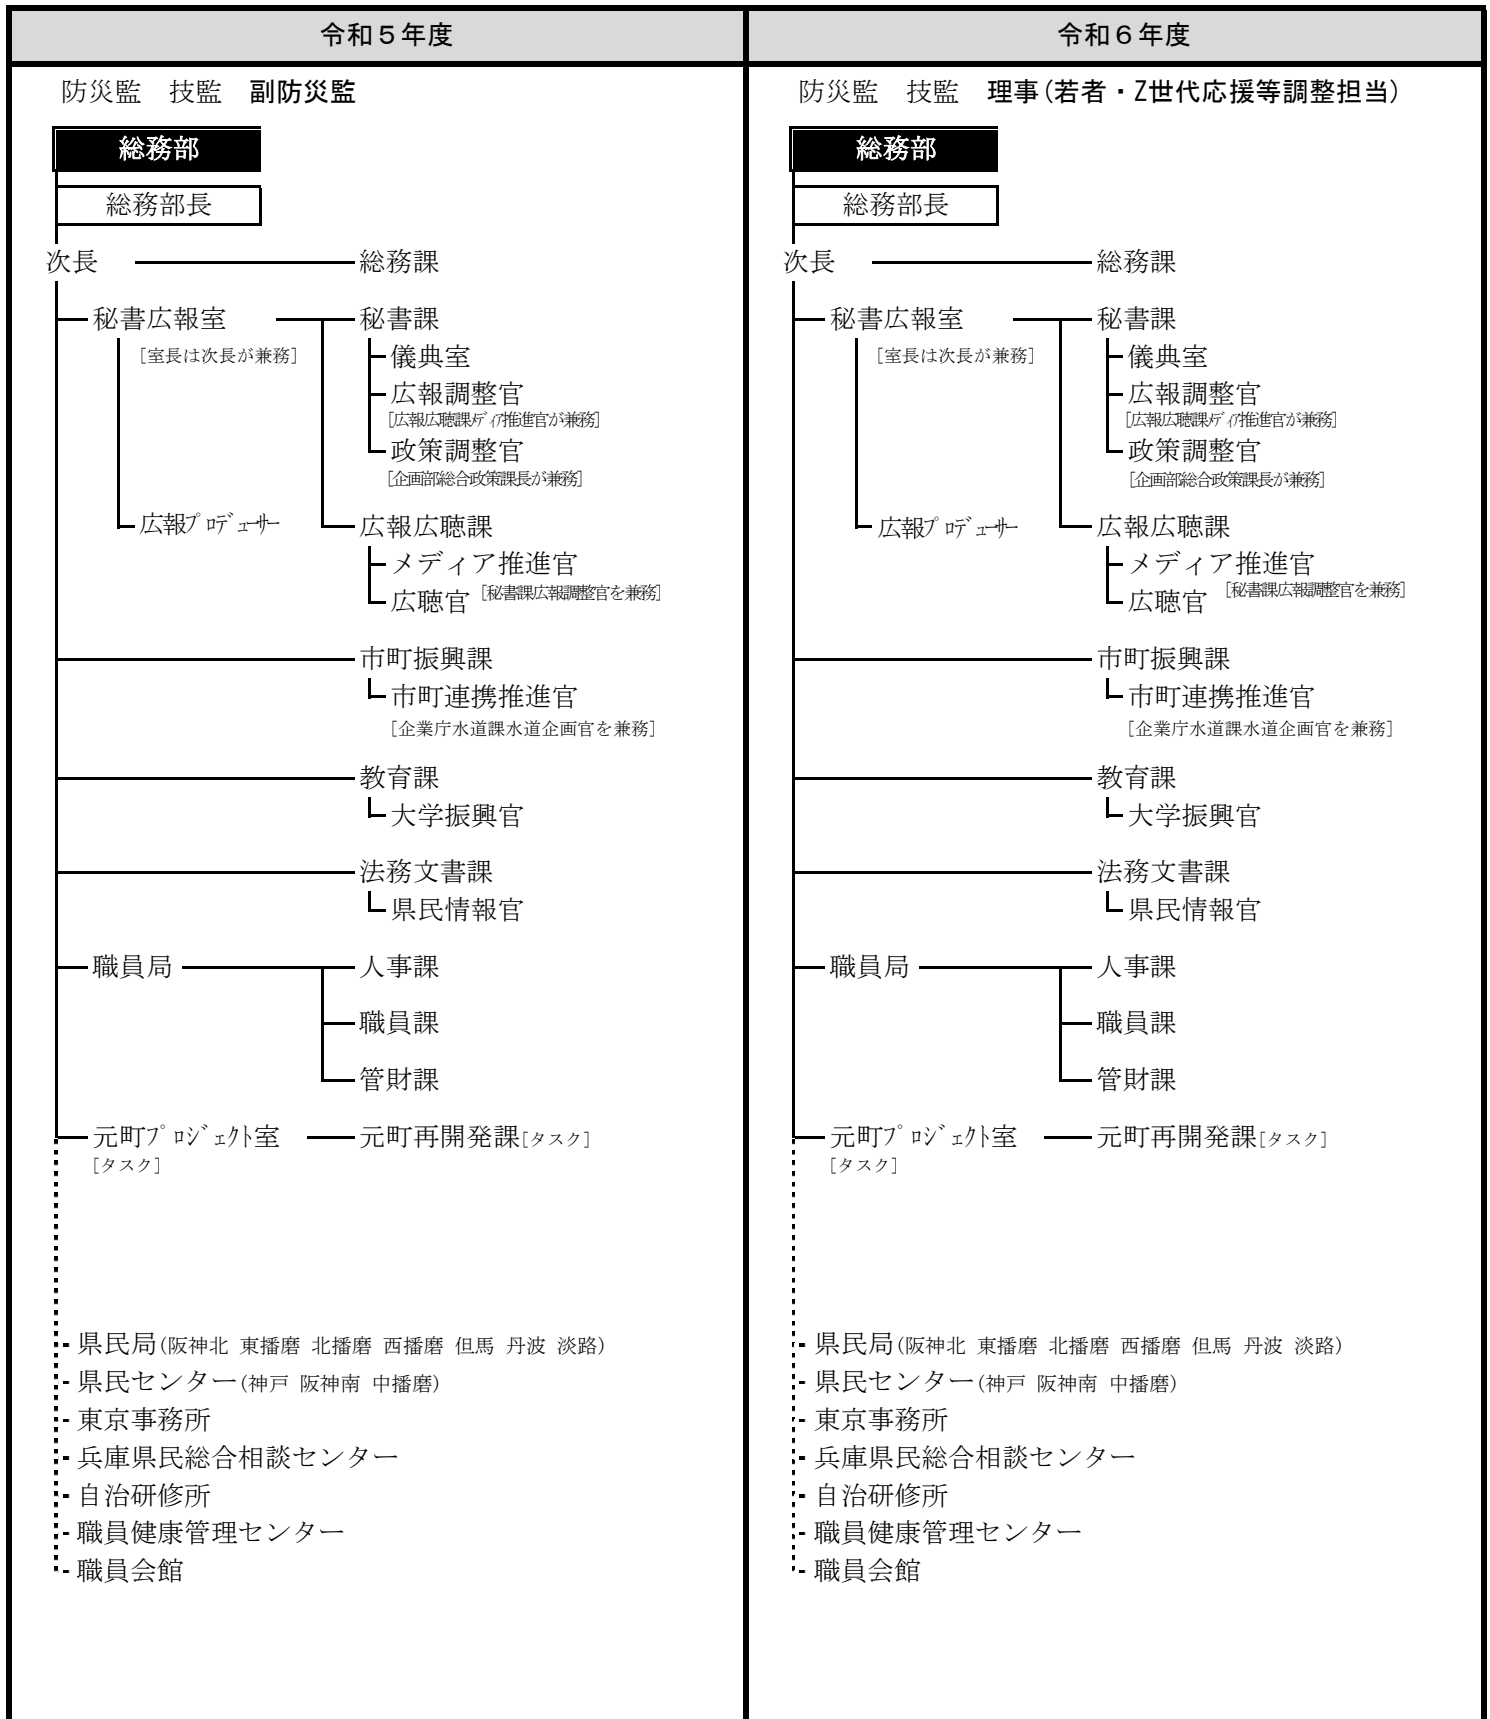 令和５年度
防災監　技監　副防災監
総務部
総務部長
次長　総務課
秘書広報室　秘書課
[室長は次長が兼務]　儀典室
広報調整官
[広報広聴課ﾒﾃﾞｨｱ推進官が兼務]
政策調整官
[企画部総合政策課長が兼務]
広報ﾌﾟﾛﾃﾞｭｰｻｰ　広報広聴課
メディア推進官
[秘書課広報調整官を兼務]
広聴官
市町振興課
市町連携推進官
[企業庁水道課水道企画官を兼務]
教育課
大学振興官
法務文書課
県民情報官
職員局　人事課
職員課
管財課
元町ﾌﾟﾛｼﾞｪｸﾄ室　元町再開発課[タスク]
[タスク]
県民局(阪神北 東播磨 北播磨 西播磨 但馬 丹波 淡路)
県民センター(神戸 阪神南 中播磨)
東京事務所
兵庫県民総合相談センター
自治研修所
職員健康管理センター
職員会館
令和６年度
防災監　技監　理事(若者・Z世代応援等調整担当)
総務部
総務部長
次長　総務課
秘書広報室　秘書課
[室長は次長が兼務]　儀典室
広報調整官
[広報広聴課ﾒﾃﾞｨｱ推進官が兼務]
政策調整官
[企画部総合政策課長が兼務]
広報ﾌﾟﾛﾃﾞｭｰｻｰ　広報広聴課
メディア推進官
[秘書課広報調整官を兼務]
広聴官
市町振興課
市町連携推進官
[企業庁水道課水道企画官を兼務]
教育課
大学振興官
法務文書課
県民情報官
職員局　人事課
職員課
管財課
元町ﾌﾟﾛｼﾞｪｸﾄ室　元町再開発課[タスク]
[タスク]
県民局(阪神北 東播磨 北播磨 西播磨 但馬 丹波 淡路)
県民センター(神戸 阪神南 中播磨)
東京事務所
兵庫県民総合相談センター
自治研修所
職員健康管理センター
職員会館